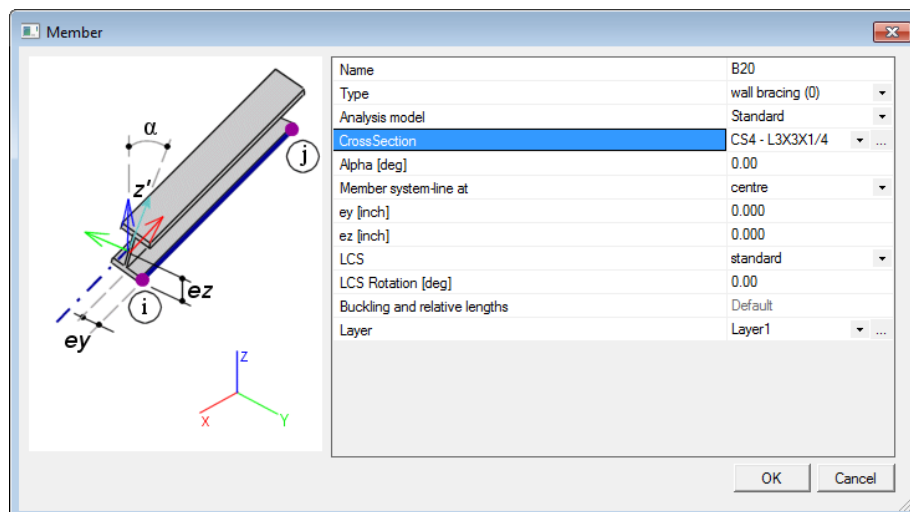 Member
Name B20
Type wall bracing (0)
Analysis model Standard
CrossSection CS4 - L3X3X1/4 ...
Alpha [deg] 0.00
Member system-line at centre
ey [inch] 0.000
ez [inch] 0.000
LCS standard
LCS Rotation [deg] 0.00
Buckling and relative lengths Default
Layer Layer1 ...
α
z'
j
i
ez
ey
Z
X
Y
OK Cancel